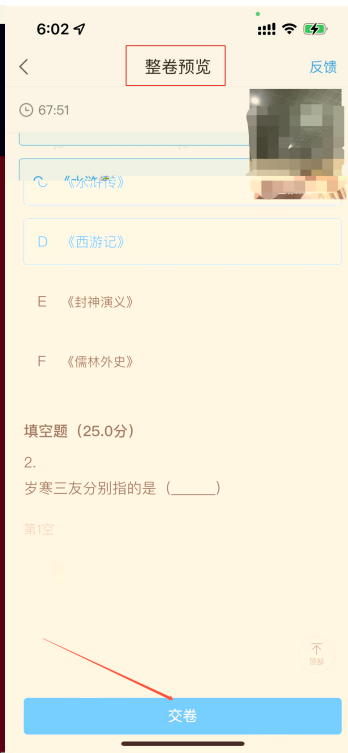 6:02
整卷预览
反馈
67:51
C 《水浒传》
D 《西游记》
E 《封神演义》
F 《儒林外史》
填空题（25.0分）
2.
岁寒三友分别指的是（______）
第1空
顶部
交卷